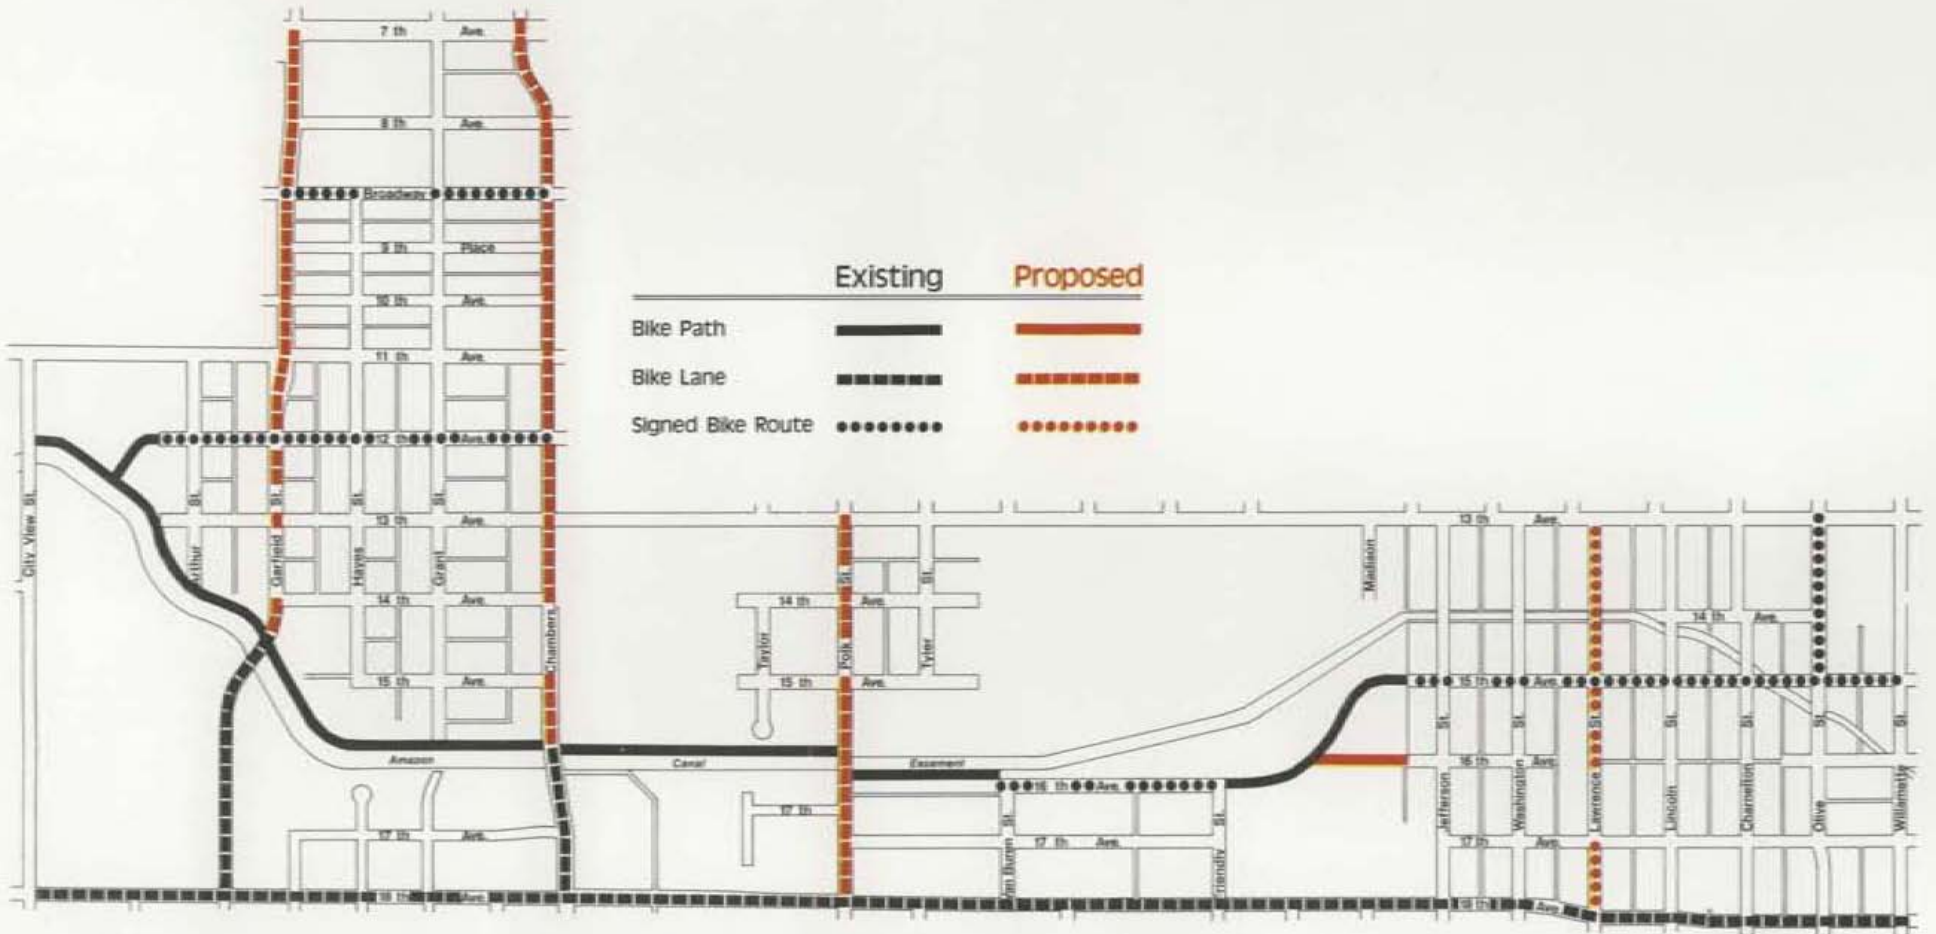 7 th Ave.
8 th Ave.
Broadway
9 th Place
10 th Ave.
11 th Ave.
Existing Proposed
Bike Path
Bike Lane
Signed Bike Route
12 th Ave.
City View St.
Arthur St.
Garfield St.
Hayes St.
Grant St.
Chambers
13 th Ave.
14 th Ave.
15 th Ave.
Taylor
Polk St.
Tyler St.
14 th Ave.
15 th Ave.
Madison
13 th Ave.
14 th Ave.
15 th Ave.
Amazon Canal Easement
16 th Ave.
16 th Ave.
17 th Ave.
17 th
17 th Ave.
17 th Ave.
Van Buren St.
Friendly St.
Jefferson St.
Washington St.
Lawrence St.
Lincoln St.
Charnelton St.
Olive St.
Willamette St.
18 th Ave.
18 th Ave.